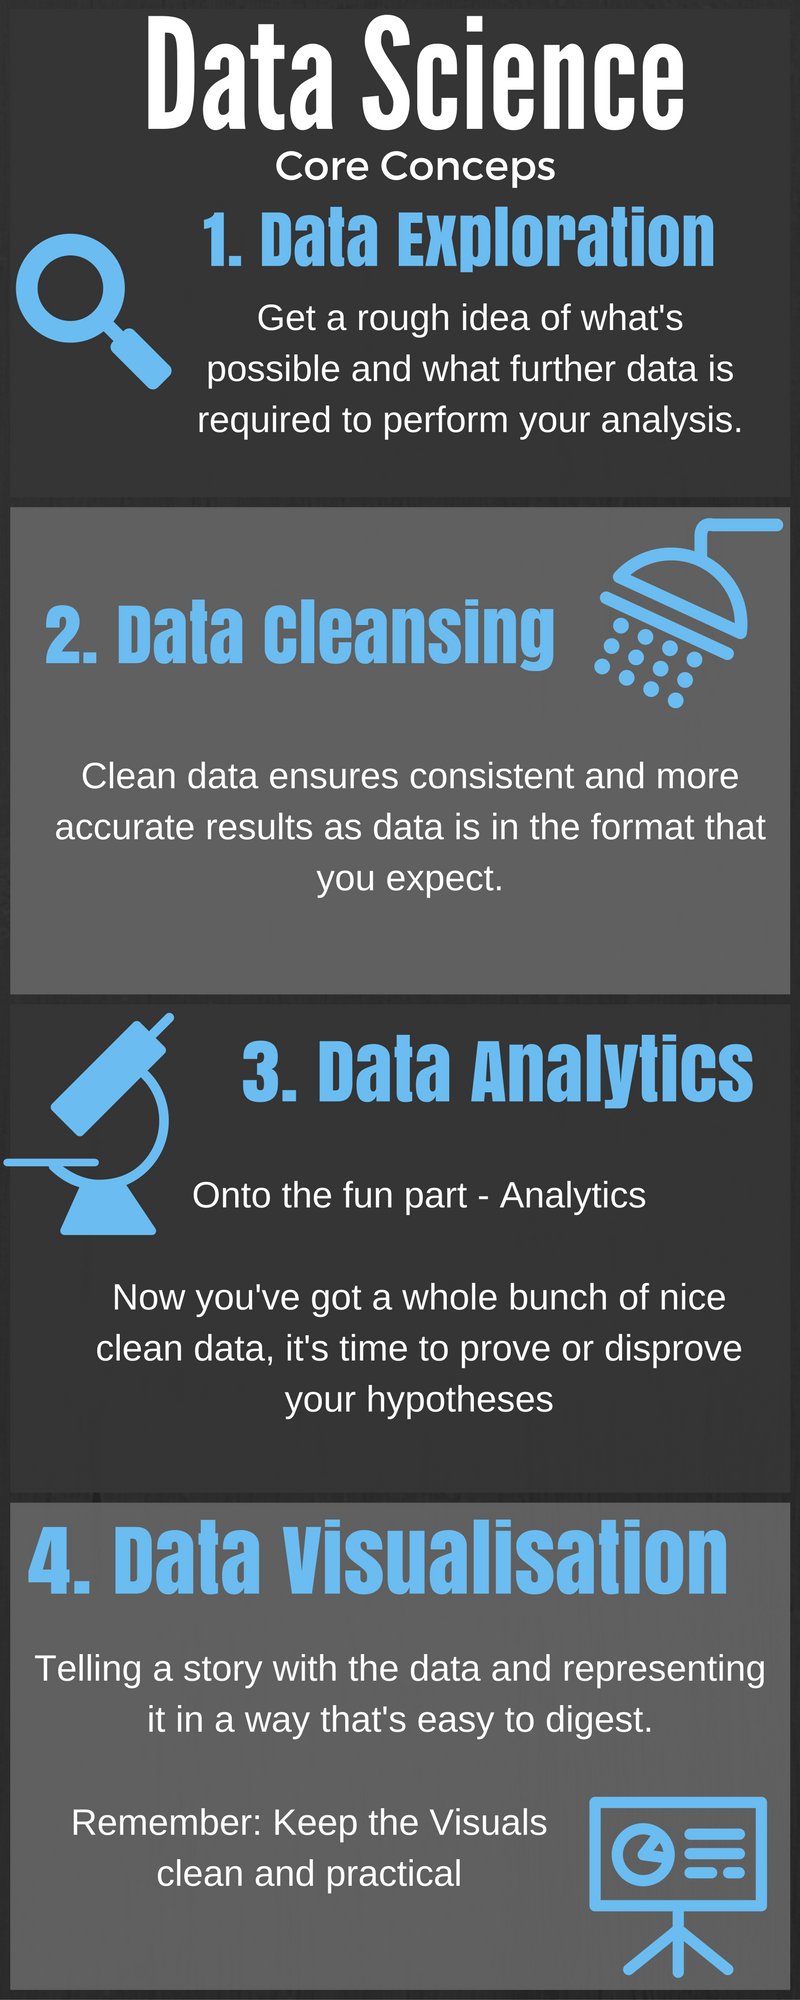 Data Science
Core Conceps
1. Data Exploration
Get a rough idea of what's
possible and what further data is
required to perform your analysis.
2. Data Cleansing
Clean data ensures consistent and more
accurate results as data is in the format that
you expect.
3. Data Analytics
Onto the fun part - Analytics
Now you've got a whole bunch of nice
clean data, it's time to prove or disprove
your hypotheses
4. Data Visualisation
Telling a story with the data and representing
it in a way that's easy to digest.
Remember: Keep the Visuals
clean and practical